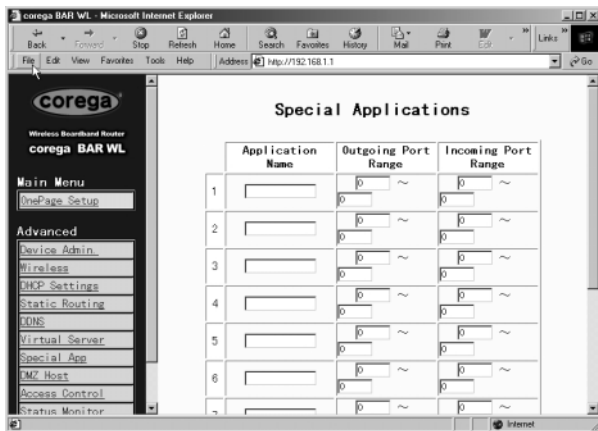 corega BAR WL - Microsoft Internet Explorer
Back Forward Stop Refresh Home Search Favorites History Mail Print Edit Links
File Edit View Favorites Tools Help Address http://192.168.1.1 Go
corega
Wireless Boardband Router
corega BAR WL
Main Menu
OnePage Setup
Advanced
Device Admin.
Wireless
DHCP Settings
Static Routing
DDNS
Virtual Server
Special App
DMZ Host
Access Control
Status Monitor
Special Applications
Application Name Outgoing Port Range Incoming Port Range
1 0 ~ 0 0 ~ 0
2 0 ~ 0 0 ~ 0
3 0 ~ 0 0 ~ 0
4 0 ~ 0 0 ~ 0
5 0 ~ 0 0 ~ 0
6 0 ~ 0 0 ~ 0
0 ~ 0 ~
Internet